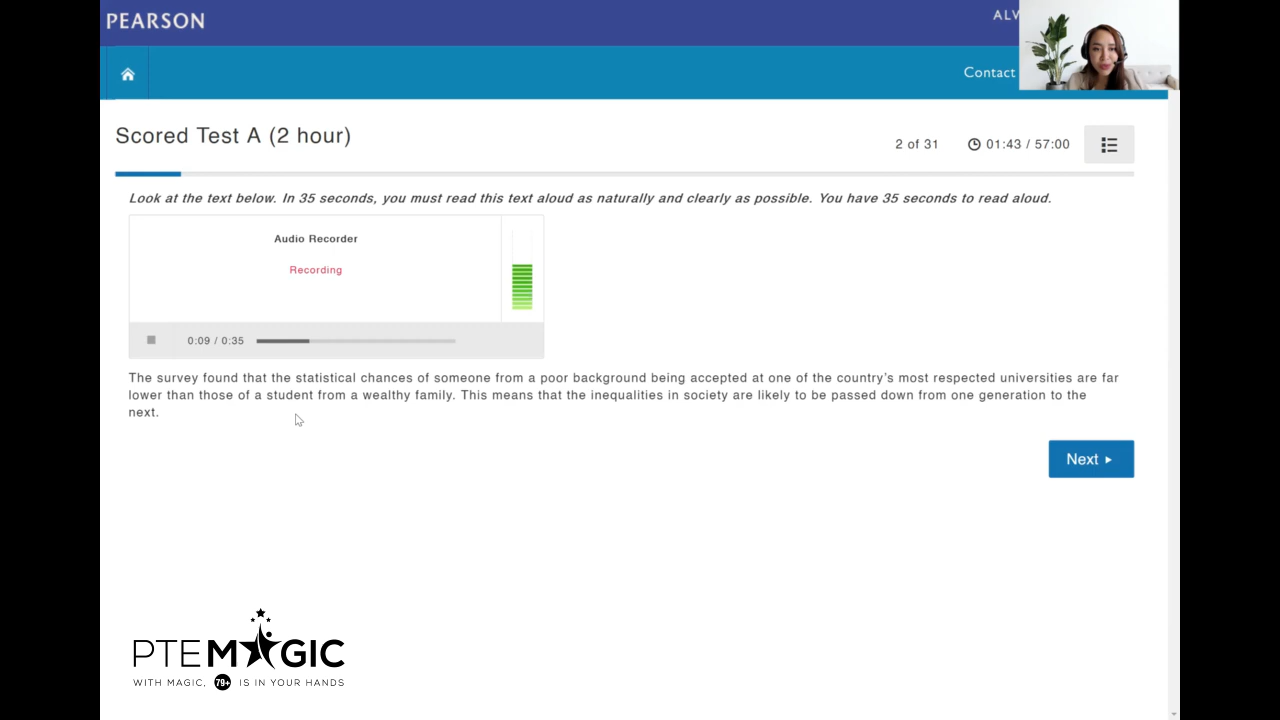 PEARSON
ALV
Contact
Scored Test A (2 hour)
2 of 31
01:43 / 57:00
Look at the text below. In 35 seconds, you must read this text aloud as naturally and clearly as possible. You have 35 seconds to read aloud.
Audio Recorder
Recording
0:09 / 0:35
The survey found that the statistical chances of someone from a poor background being accepted at one of the country's most respected universities are far
lower than those of a student from a wealthy family. This means that the inequalities in society are likely to be passed down from one generation to the
next.
Next
PTEMAGIC
WITH MAGIC, 79+ IS IN YOUR HANDS